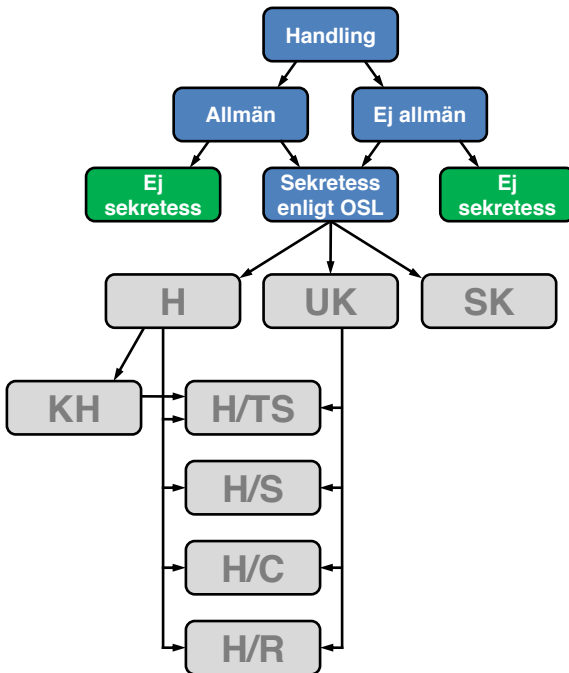 Handling
Allmän
Ej allmän
Ej
sekretess
Sekretess
enligt OSL
Ej
sekretess
H
UK
SK
KH
H/TS
H/S
H/C
H/R